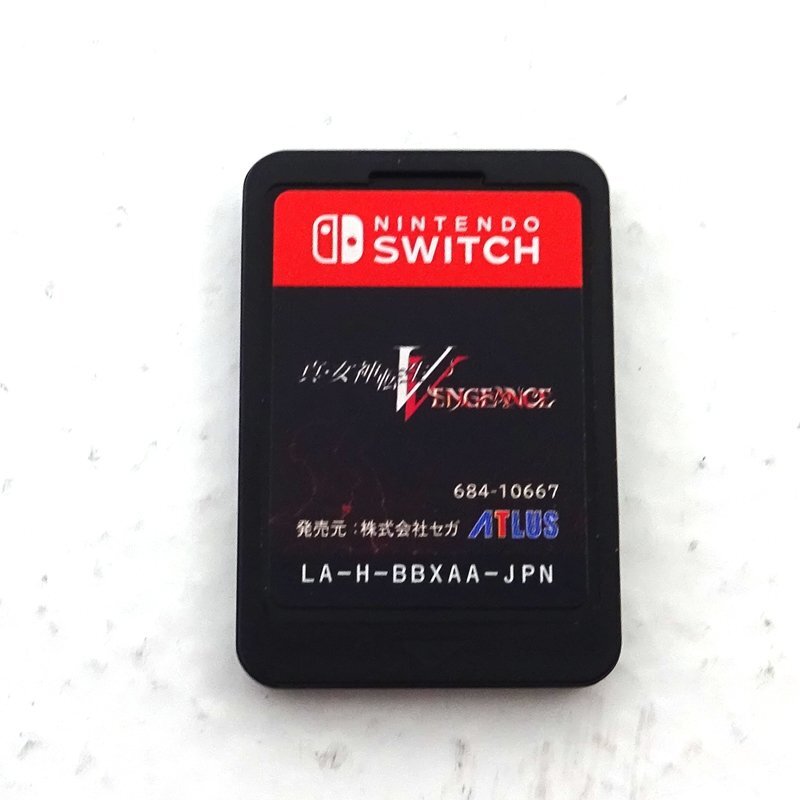 NINTENDO
SWITCH
真・女神転生V
VENGEANCE
684-10667
発売元:株式会社セガ ATLUS
LA-H-BBXAA-JPN